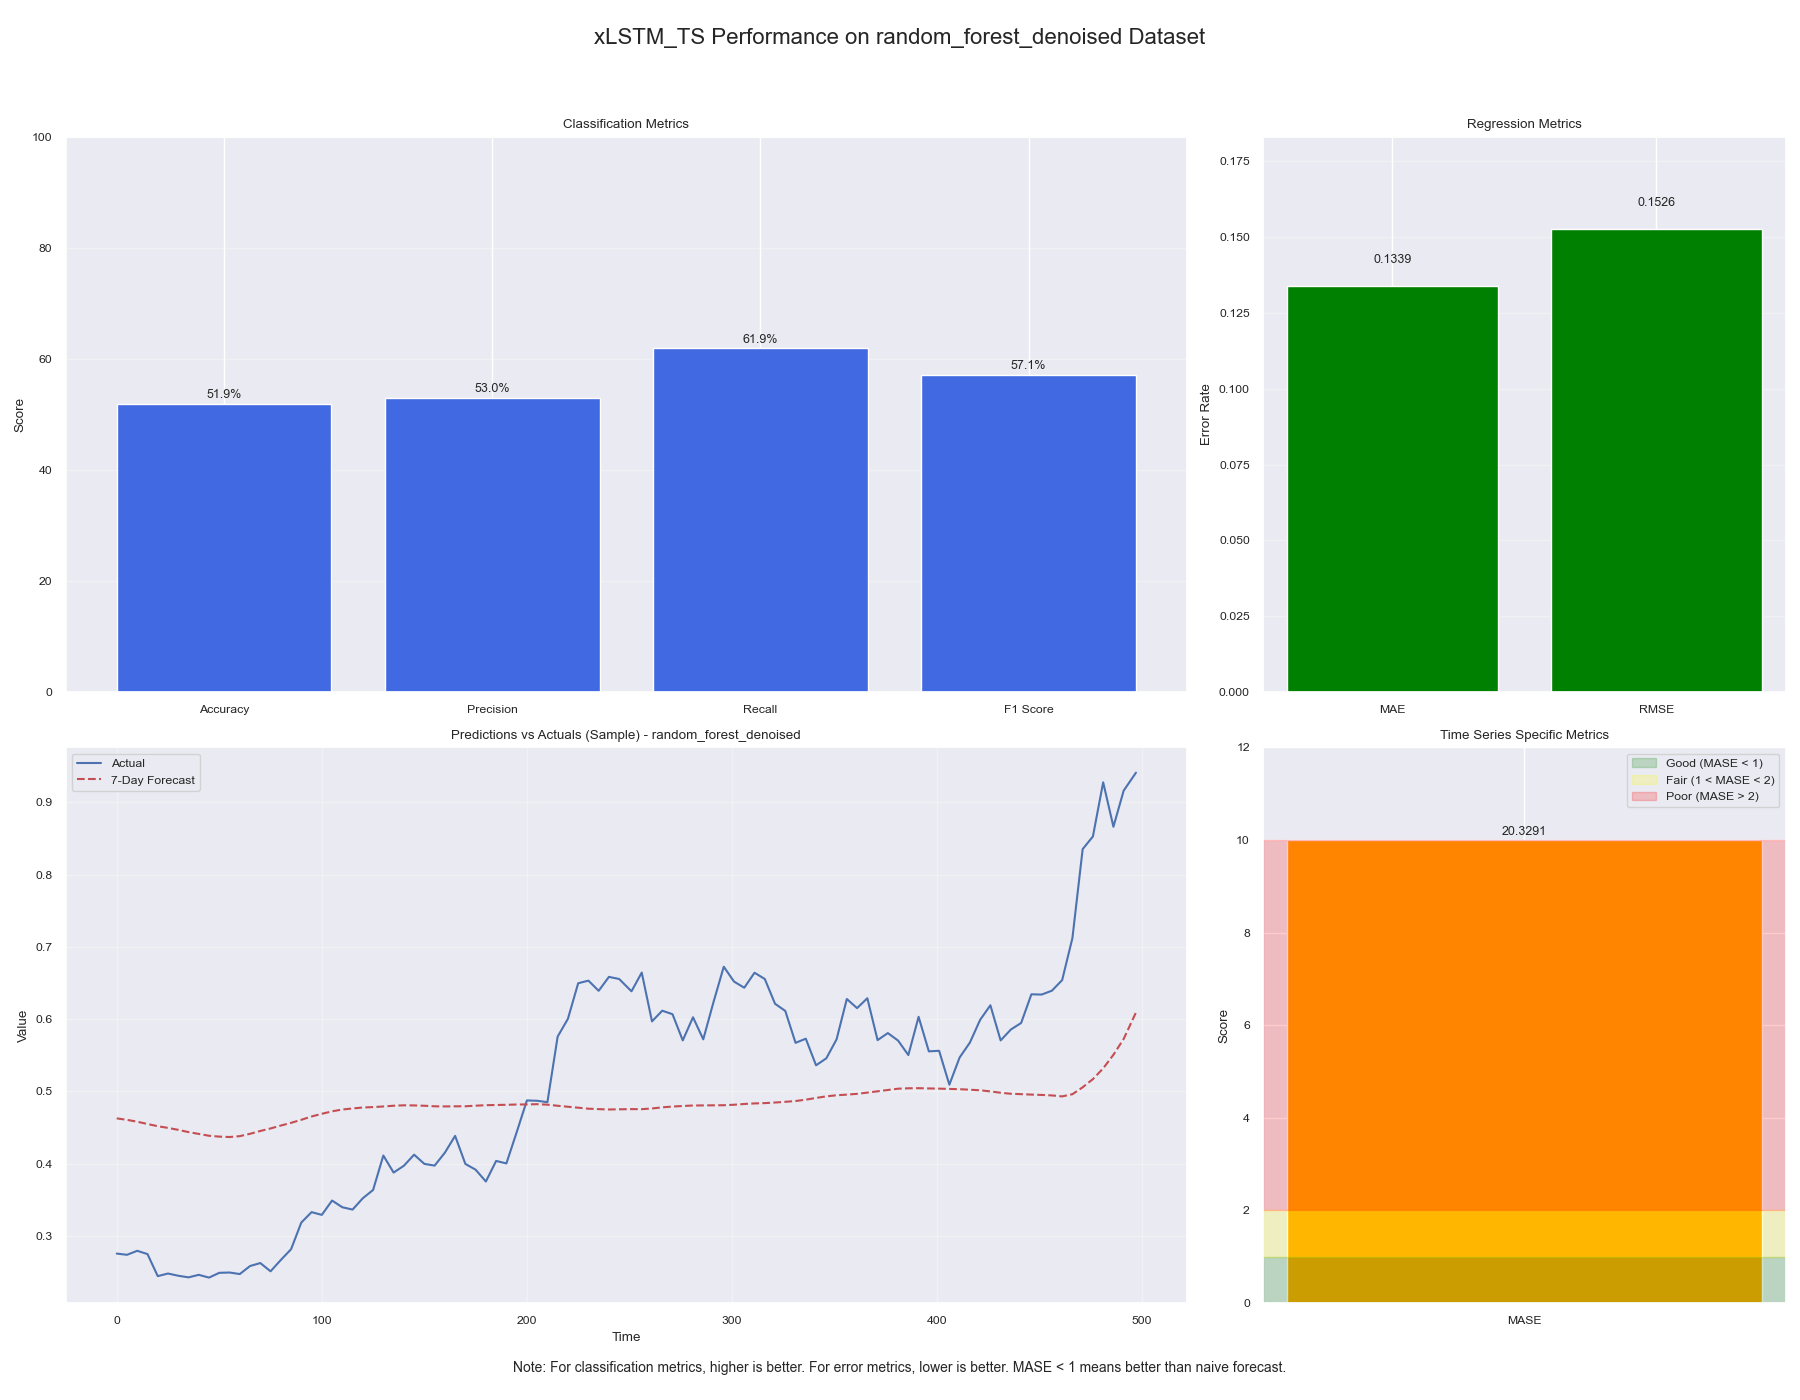 xLSTM_TS Performance on random_forest_denoised Dataset
Classification Metrics
100
80
60
40
20
0
Score
51.9%
53.0%
61.9%
57.1%
Accuracy
Precision
Recall
F1 Score
Regression Metrics
0.175
0.150
0.125
0.100
0.075
0.050
0.025
0.000
Error Rate
0.1339
0.1526
MAE
RMSE
Predictions vs Actuals (Sample) - random_forest_denoised
Actual
7-Day Forecast
0.9
0.8
0.7
0.6
0.5
0.4
0.3
Value
0
100
200
300
400
500
Time
Time Series Specific Metrics
Good (MASE < 1)
Fair (1 < MASE < 2)
Poor (MASE > 2)
12
10
8
6
4
2
0
Score
20.3291
MASE
Note: For classification metrics, higher is better. For error metrics, lower is better. MASE < 1 means better than naive forecast.